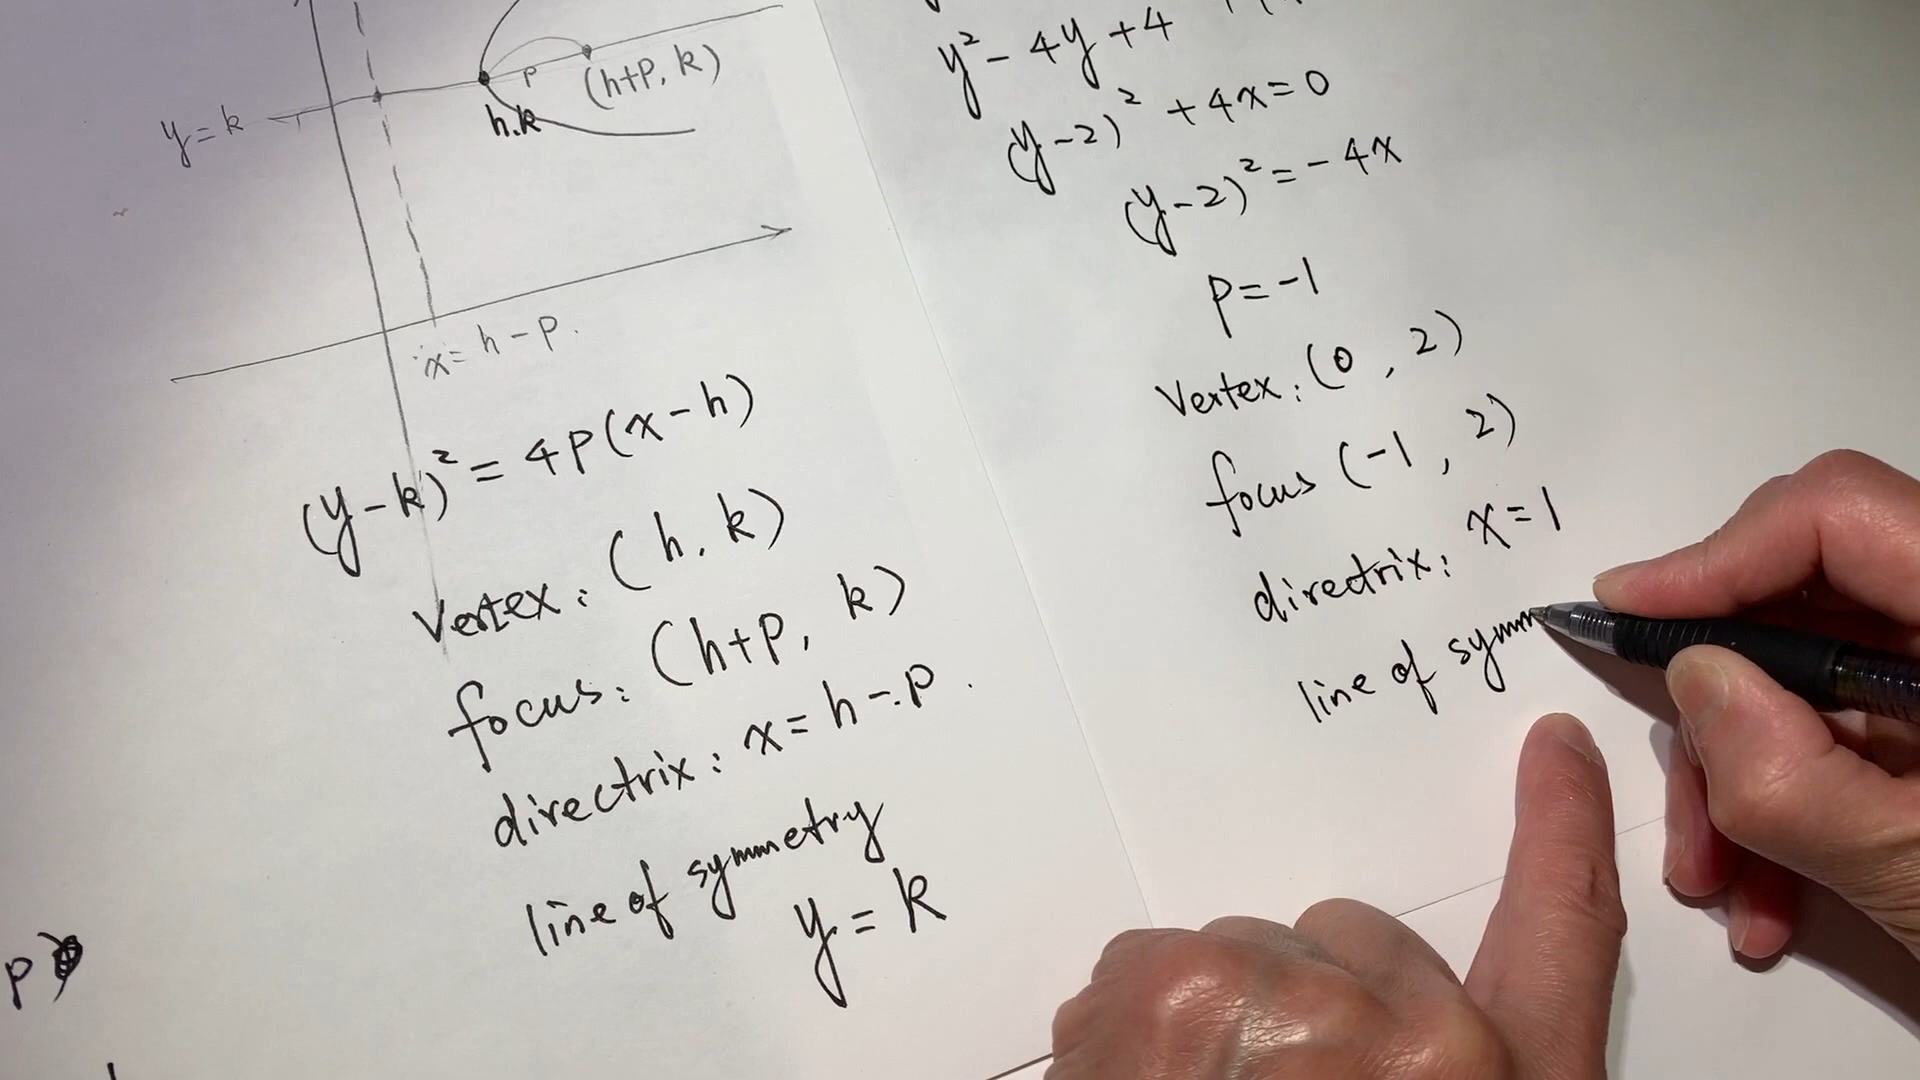 p
(h+p, k)
h.k
y = k
x = h - p.
(y-k)² = 4p(x-h)
Vertex: (h, k)
focus: (h+p, k)
directrix: x = h - p.
line of symmetry
y = k
p
y² - 4y + 4
(y-2)² + 4x = 0
(y-2)² = -4x
p = -1
Vertex: (0, 2)
focus (-1, 2)
directrix: x = 1
line of symm